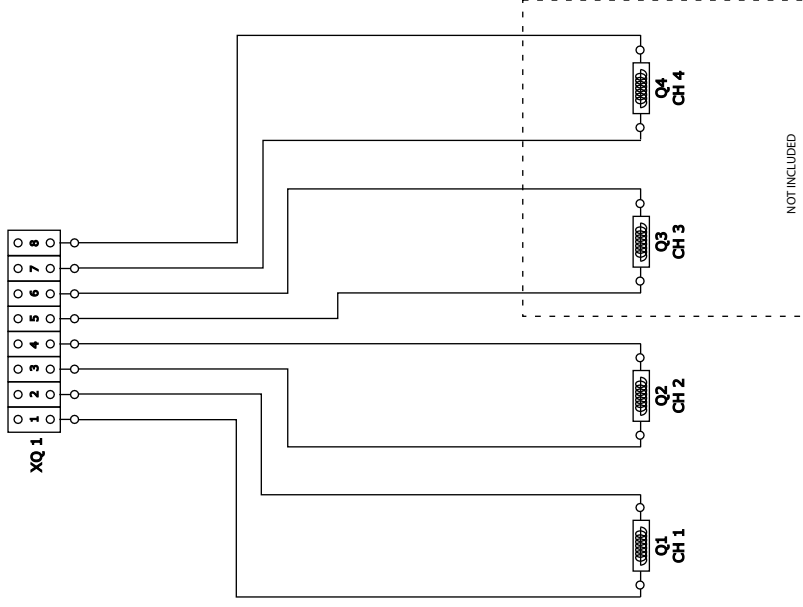 Q4
CH 4
NOT INCLUDED
Q3
CH 3
8
7
6
5
4
3
2
1
XQ 1
Q2
CH 2
Q1
CH 1